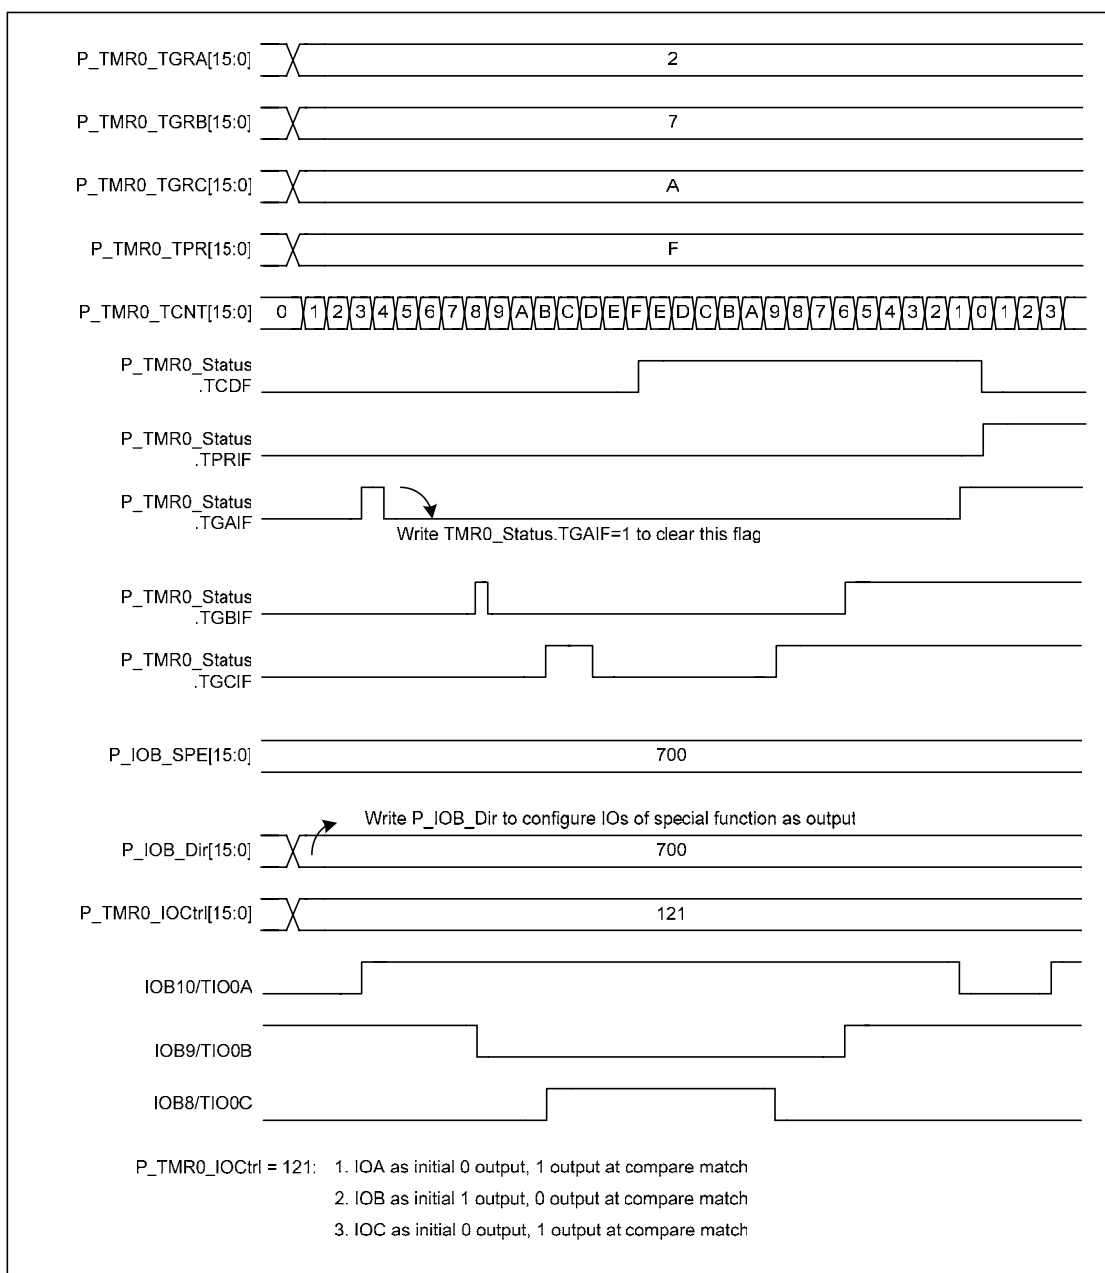 P_TMR0_TGRA[15:0] 2
P_TMR0_TGRB[15:0] 7
P_TMR0_TGRC[15:0] A
P_TMR0_TPR[15:0] F
P_TMR0_TCNT[15:0] 0 1 2 3 4 5 6 7 8 9 A B C D E F E D C B A 9 8 7 6 5 4 3 2 1 0 1 2 3
P_TMR0_Status
.TCDF
P_TMR0_Status
.TPRIF
P_TMR0_Status
.TGAIF
Write TMR0_Status.TGAIF=1 to clear this flag
P_TMR0_Status
.TGBIF
P_TMR0_Status
.TGCIF
P_IOB_SPE[15:0] 700
Write P_IOB_Dir to configure IOs of special function as output
P_IOB_Dir[15:0] 700
P_TMR0_IOCtrl[15:0] 121
IOB10/TIO0A
IOB9/TIO0B
IOB8/TIO0C
P_TMR0_IOCtrl = 121: 1. IOA as initial 0 output, 1 output at compare match
2. IOB as initial 1 output, 0 output at compare match
3. IOC as initial 0 output, 1 output at compare match